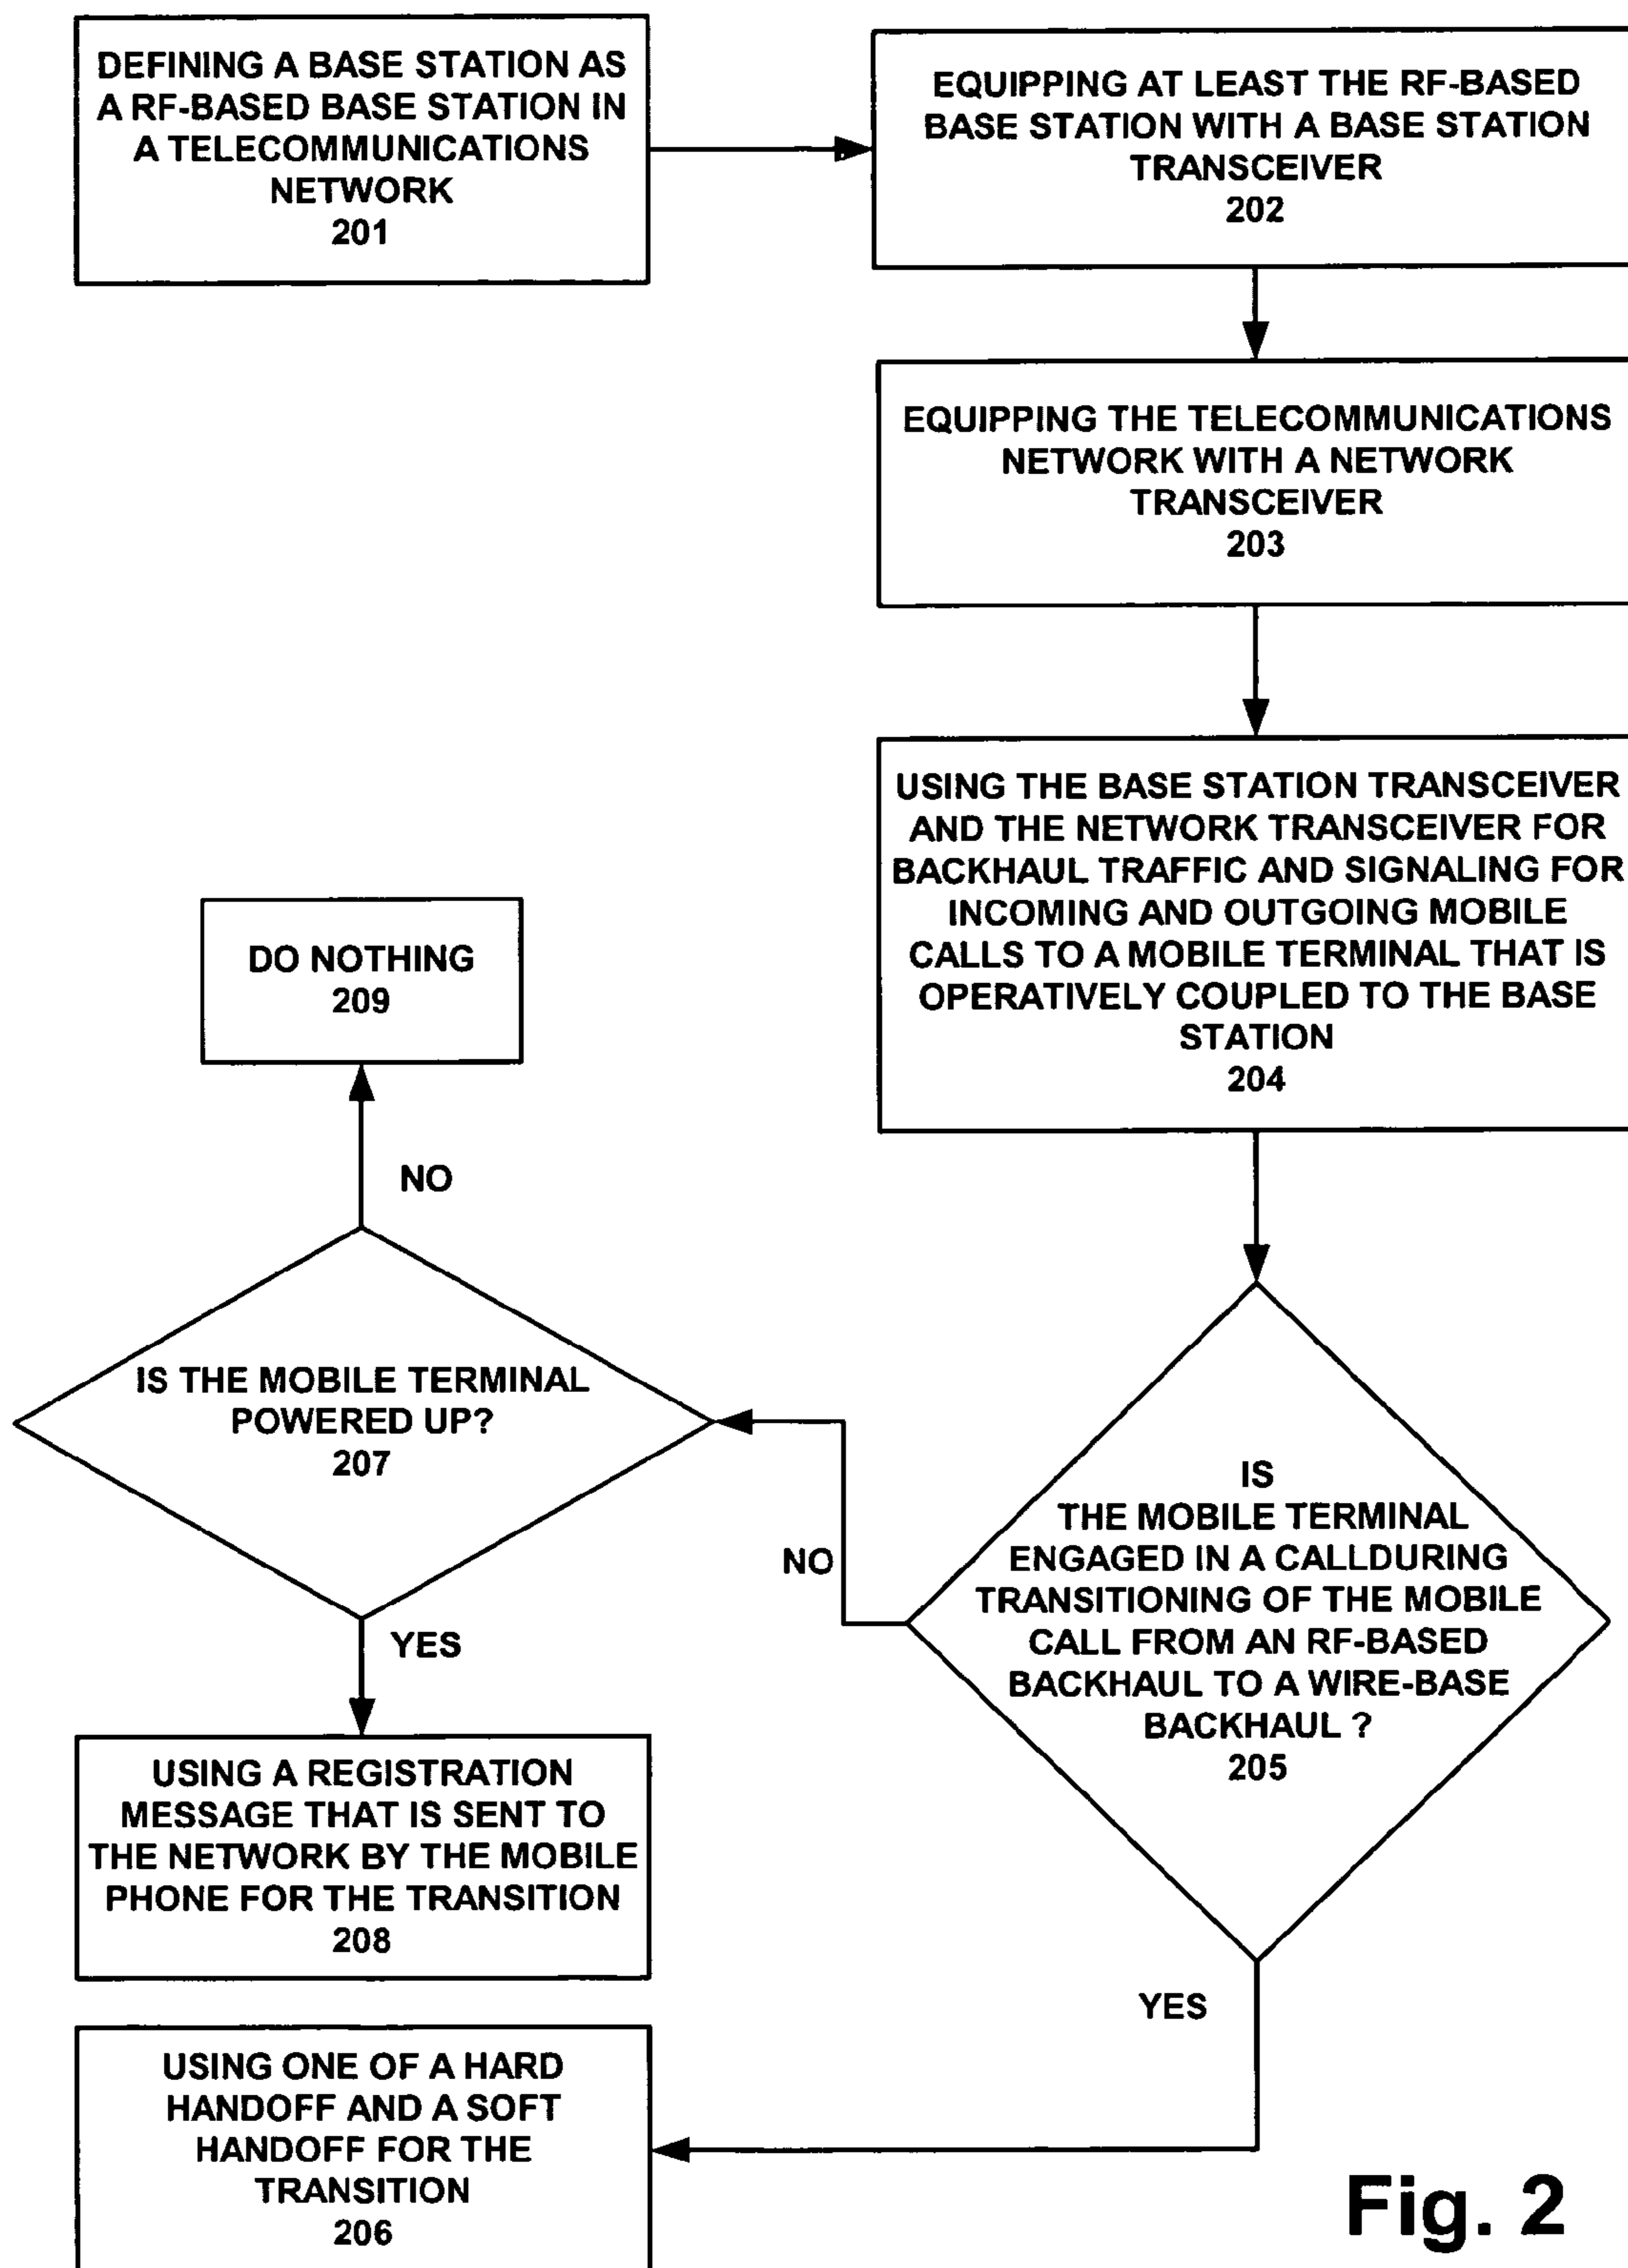 DEFINING A BASE STATION AS
A RF-BASED BASE STATION IN
A TELECOMMUNICATIONS
NETWORK
201
EQUIPPING AT LEAST THE RF-BASED
BASE STATION WITH A BASE STATION
TRANSCEIVER
202
EQUIPPING THE TELECOMMUNICATIONS
NETWORK WITH A NETWORK
TRANSCEIVER
203
USING THE BASE STATION TRANSCEIVER
AND THE NETWORK TRANSCEIVER FOR
BACKHAUL TRAFFIC AND SIGNALING FOR
INCOMING AND OUTGOING MOBILE
CALLS TO A MOBILE TERMINAL THAT IS
OPERATIVELY COUPLED TO THE BASE
STATION
204
DO NOTHING
209
NO
IS THE MOBILE TERMINAL
POWERED UP?
207
NO
IS
THE MOBILE TERMINAL
ENGAGED IN A CALLDURING
TRANSITIONING OF THE MOBILE
CALL FROM AN RF-BASED
BACKHAUL TO A WIRE-BASE
BACKHAUL ?
205
YES
USING A REGISTRATION
MESSAGE THAT IS SENT TO
THE NETWORK BY THE MOBILE
PHONE FOR THE TRANSITION
208
YES
USING ONE OF A HARD
HANDOFF AND A SOFT
HANDOFF FOR THE
TRANSITION
206
Fig. 2